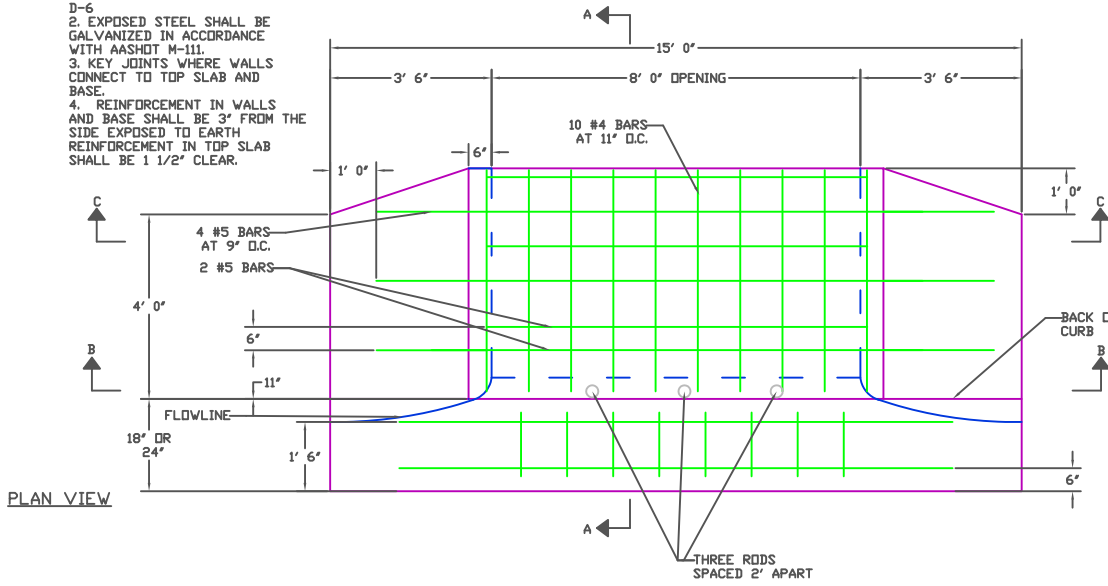 D-6
2. EXPOSED STEEL SHALL BE
GALVANIZED IN ACCORDANCE
WITH AASHOT M-111.
3. KEY JOINTS WHERE WALLS
CONNECT TO TOP SLAB AND
BASE.
4. REINFORCEMENT IN WALLS
AND BASE SHALL BE 3" FROM THE
SIDE EXPOSED TO EARTH
REINFORCEMENT IN TOP SLAB
SHALL BE 1 1/2" CLEAR.
A
15' 0"
3' 6"
8' 0" OPENING
3' 6"
10 #4 BARS
AT 11" O.C.
6"
1' 0"
1' 0"
C
C
4 #5 BARS
AT 9" O.C.
2 #5 BARS
4' 0"
6"
BACK O
CURB
B
B
11"
FLOWLINE
18" OR
24"
1' 6"
6"
PLAN VIEW
A
THREE RODS
SPACED 2' APART